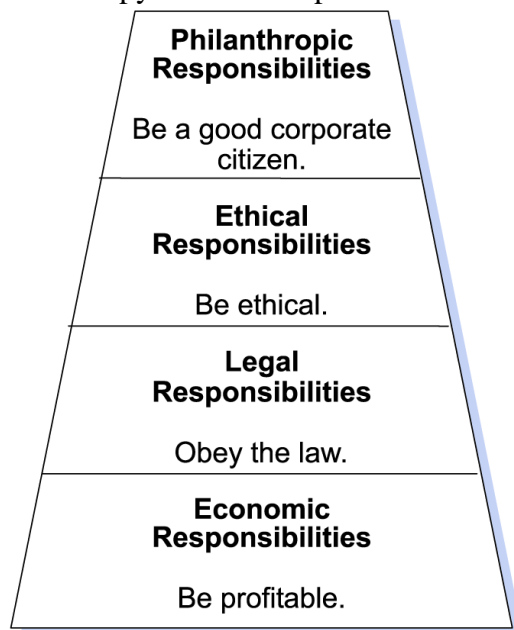 Philanthropic
Responsibilities
Be a good corporate
citizen.
Ethical
Responsibilities
Be ethical.
Legal
Responsibilities
Obey the law.
Economic
Responsibilities
Be profitable.